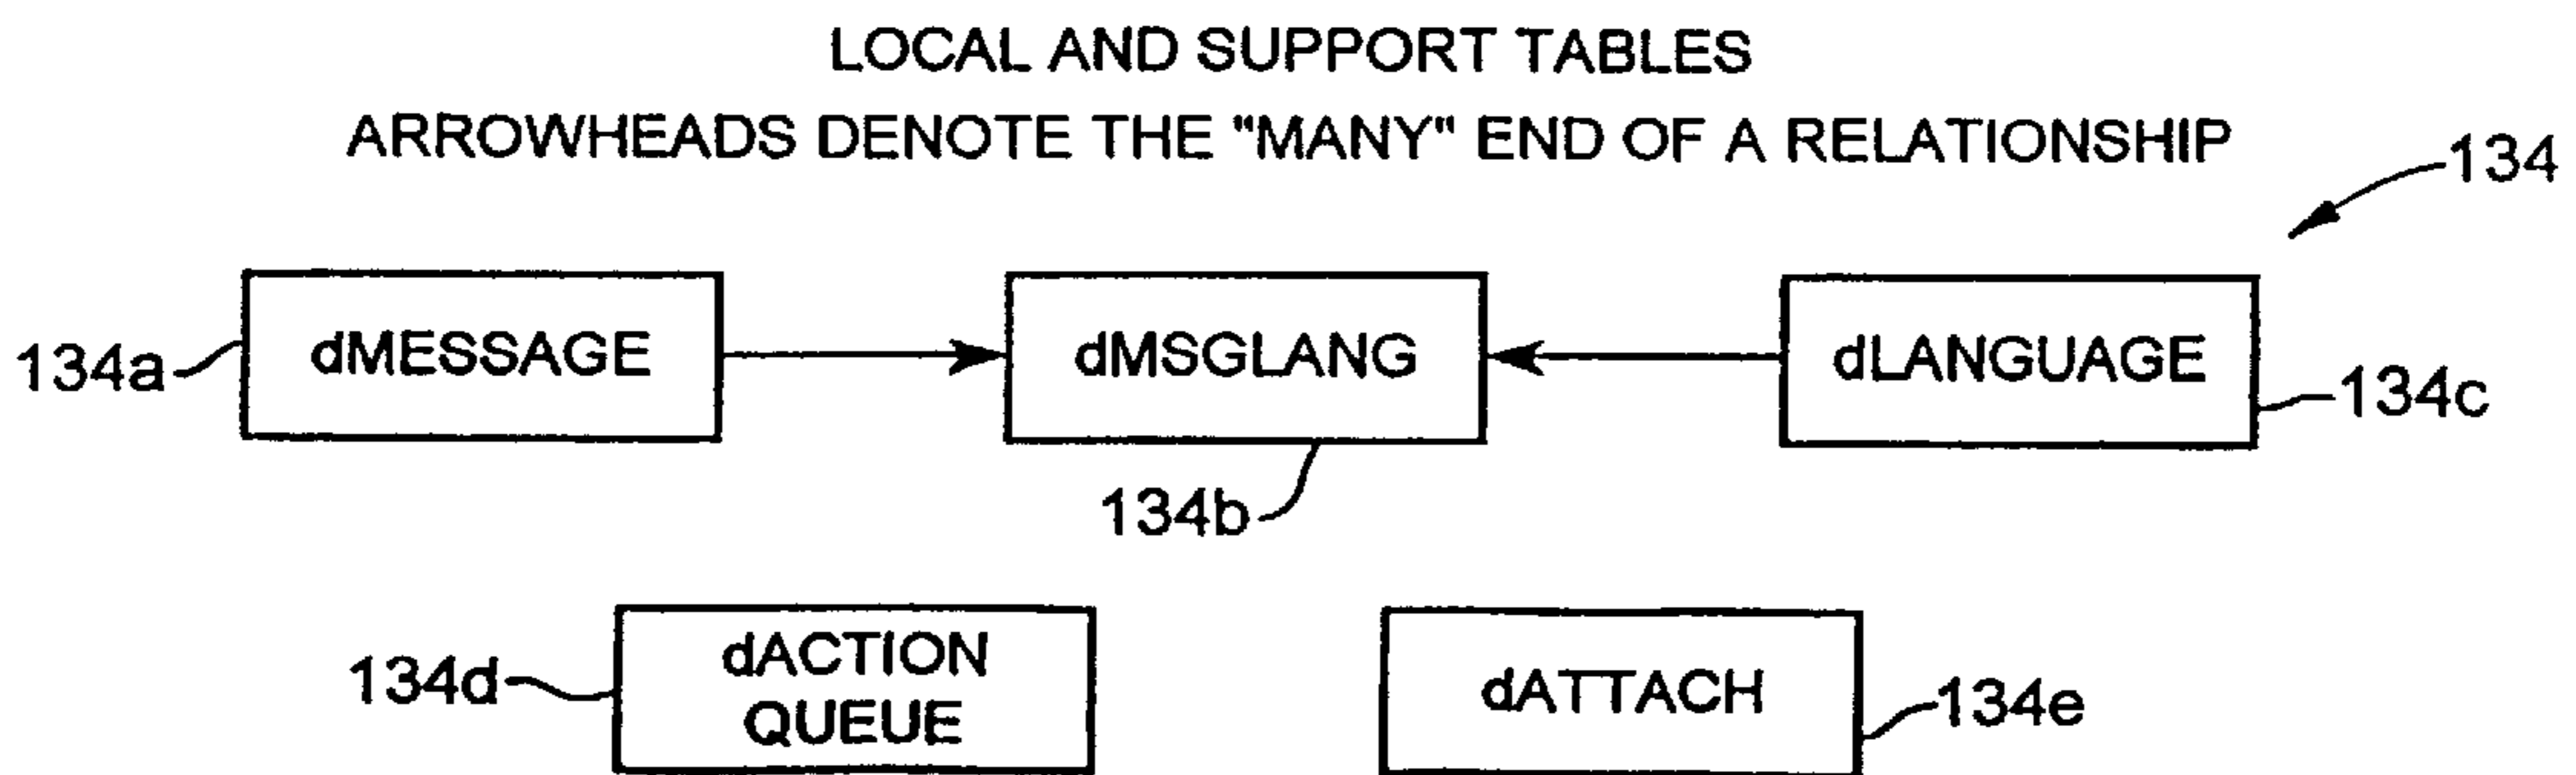 LOCAL AND SUPPORT TABLES
ARROWHEADS DENOTE THE "MANY" END OF A RELATIONSHIP
134
134a
dMESSAGE
dMSGLANG
dLANGUAGE
134c
134b
134d
dACTION
QUEUE
dATTACH
134e